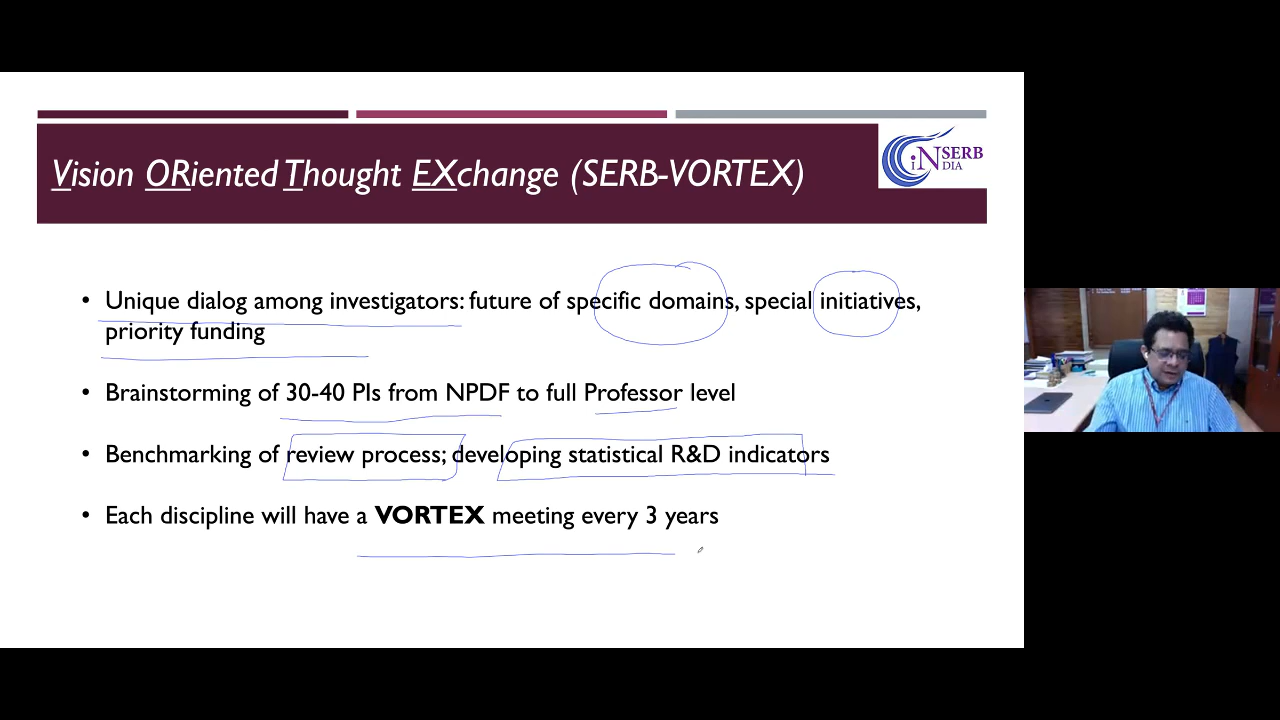 Vision ORiented Thought EXchange (SERB-VORTEX)
iN SERB
DIA
• Unique dialog among investigators: future of specific domains, special initiatives,
priority funding
• Brainstorming of 30-40 PIs from NPDF to full Professor level
• Benchmarking of review process; developing statistical R&D indicators
• Each discipline will have a VORTEX meeting every 3 years